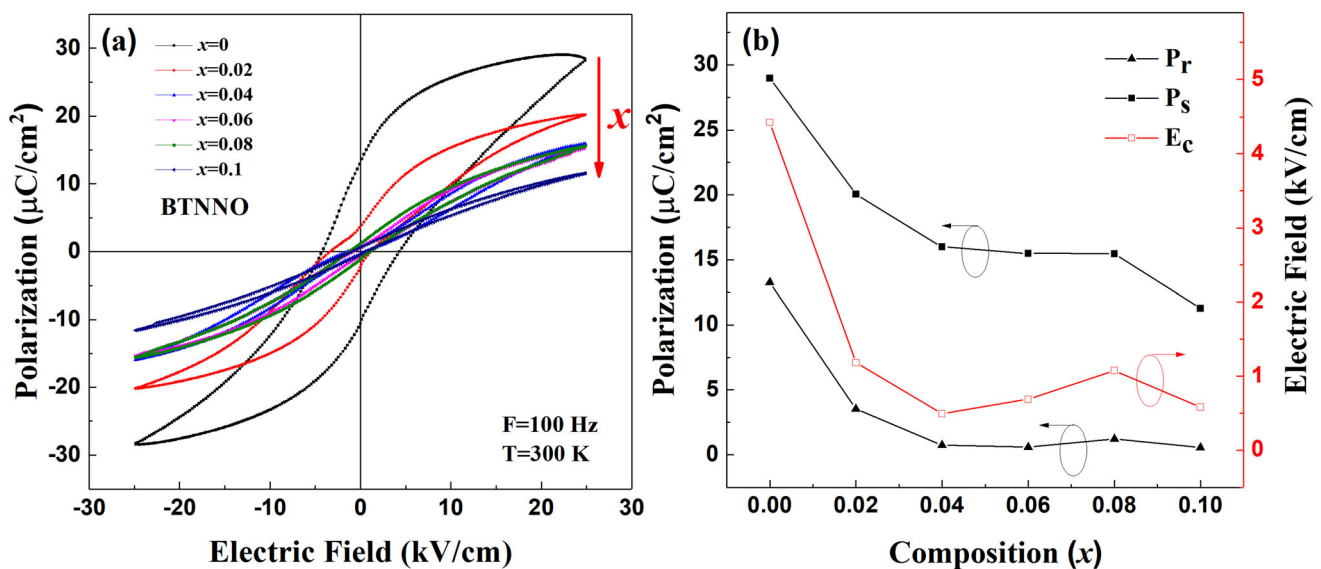 (a)
x=0
x=0.02
x=0.04
x=0.06
x=0.08
x=0.1
BTNNO
x
F=100 Hz
T=300 K
30
20
10
0
-10
-20
-30
-30
-20
-10
0
10
20
30
Polarization (μC/cm²)
Electric Field (kV/cm)
(b)
Pr
Ps
Ec
30
25
20
15
10
5
0
5
4
3
2
1
0
0.00
0.02
0.04
0.06
0.08
0.10
Polarization (μC/cm²)
Electric Field (kV/cm)
Composition (x)